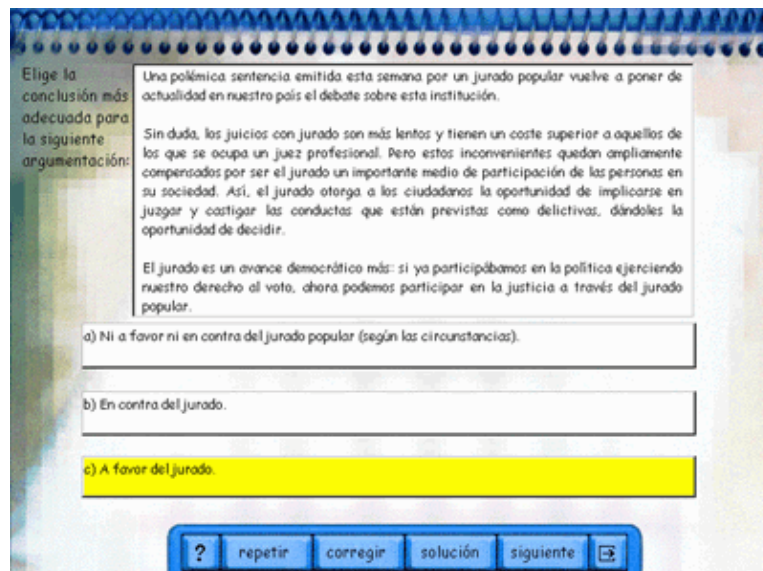 Elige la
conclusión más
adecuada para
la siguiente
argumentación:
Una polémica sentencia emitida esta semana por un jurado popular vuelve a poner de
actualidad en nuestro país el debate sobre esta institución.
Sin duda, los juicios con jurado son más lentos y tienen un coste superior a aquellos de
los que se ocupa un juez profesional. Pero estos inconvenientes quedan ampliamente
compensados por ser el jurado un importante medio de participación de las personas en
su sociedad. Así, el jurado otorga a los ciudadanos la oportunidad de implicarse en
juzgar y castigar las conductas que están previstas como delictivas, dándoles la
oportunidad de decidir.
El jurado es un avance democrático más: si ya participábamos en la política ejerciendo
nuestro derecho al voto, ahora podemos participar en la justicia a través del jurado
popular.
a) Ni a favor ni en contra del jurado popular (según las circunstancias).
b) En contra del jurado.
c) A favor del jurado.
? repetir corregir solución siguiente